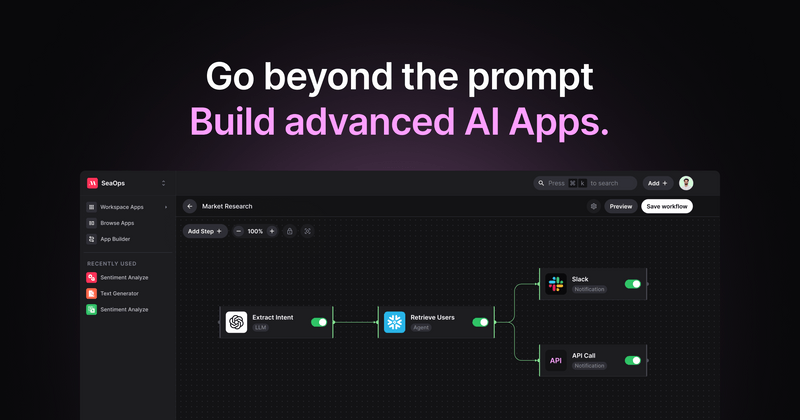 Go beyond the prompt
Build advanced AI Apps.
SeaOps
Press ⌘ k to search
Add +
Workspace Apps
Browse Apps
App Builder
RECENTLY USED
Sentiment Analyze
Text Generator
Sentiment Analyze
Market Research
Preview
Save workflow
Add Step +
100%
Extract Intent
LLM
Retrieve Users
Agent
Slack
Notification
API
API Call
Notification